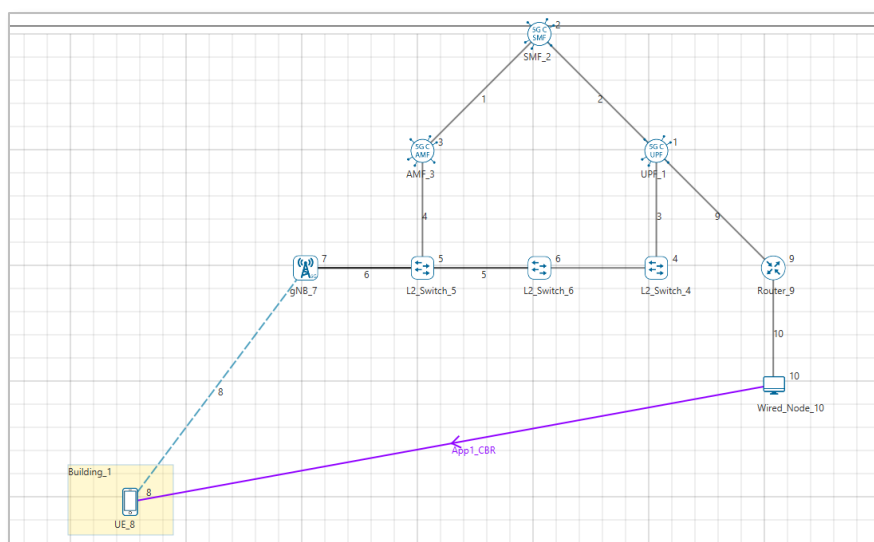 2
5G C
SMF
SMF_2
1
2
3
5G C
AMF
AMF_3
1
5G C
UPF
UPF_1
4
3
9
7
5
6
4
9
6
5
gNB_7
L2_Switch_5
L2_Switch_6
L2_Switch_4
Router_9
10
10
8
Wired_Node_10
App1_CBR
Building_1
8
UE_8